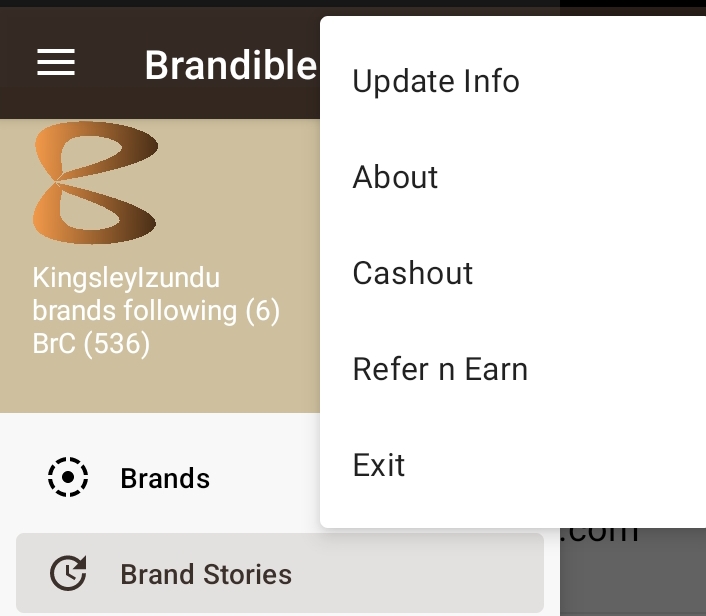 Brandible
Update Info
About
Cashout
Refer n Earn
Exit
KingsleyIzundu
brands following (6)
BrC (536)
Brands
.com
Brand Stories